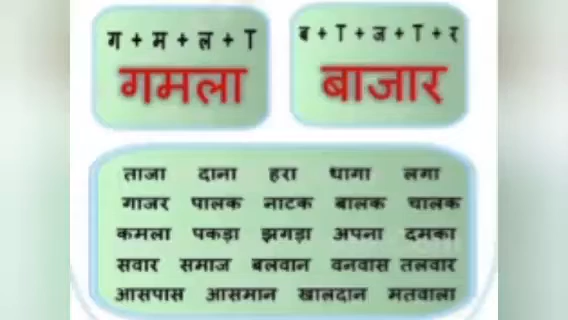 ग + म + ल + ा
गमला
ब + ा + ज + ा + र
बाजार
ताजा दाना हरा धागा लगा
गाजर पालक नाटक बालक चालक
कमला पकड़ा झगड़ा अपना दमका
सवार समाज बलवान वनवास तलवार
आसपास आसमान खालदान मतवाला